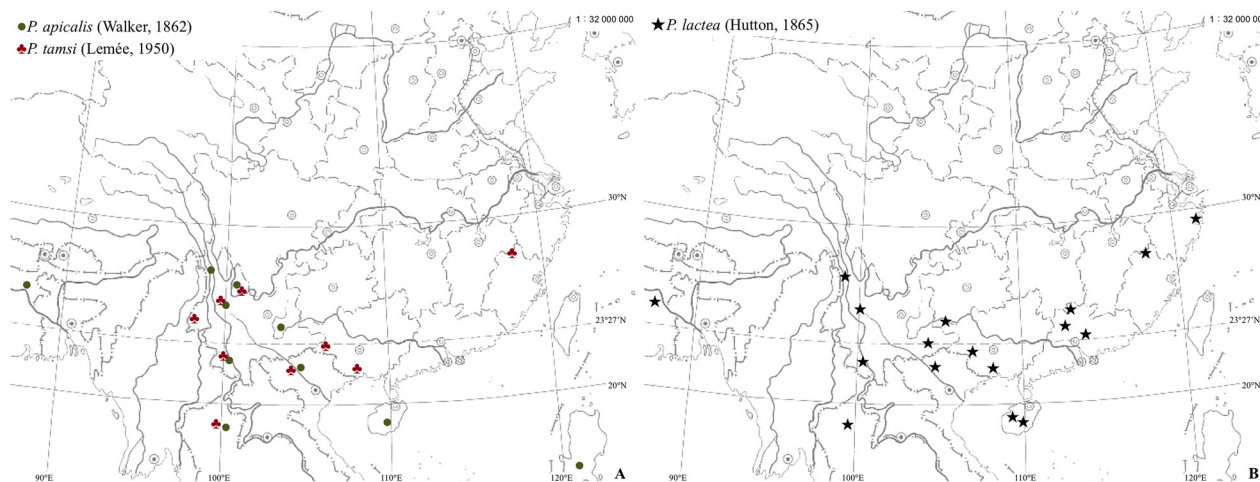 P. apicalis (Walker, 1862)
P. tamsi (Lemée, 1950)
1 : 32 000 000
30°N
23°27′N
20°N
90°E
100°E
110°E
120°E
A
P. lactea (Hutton, 1865)
1 : 32 000 000
30°N
23°27′N
20°N
90°E
100°E
110°E
120°E
B